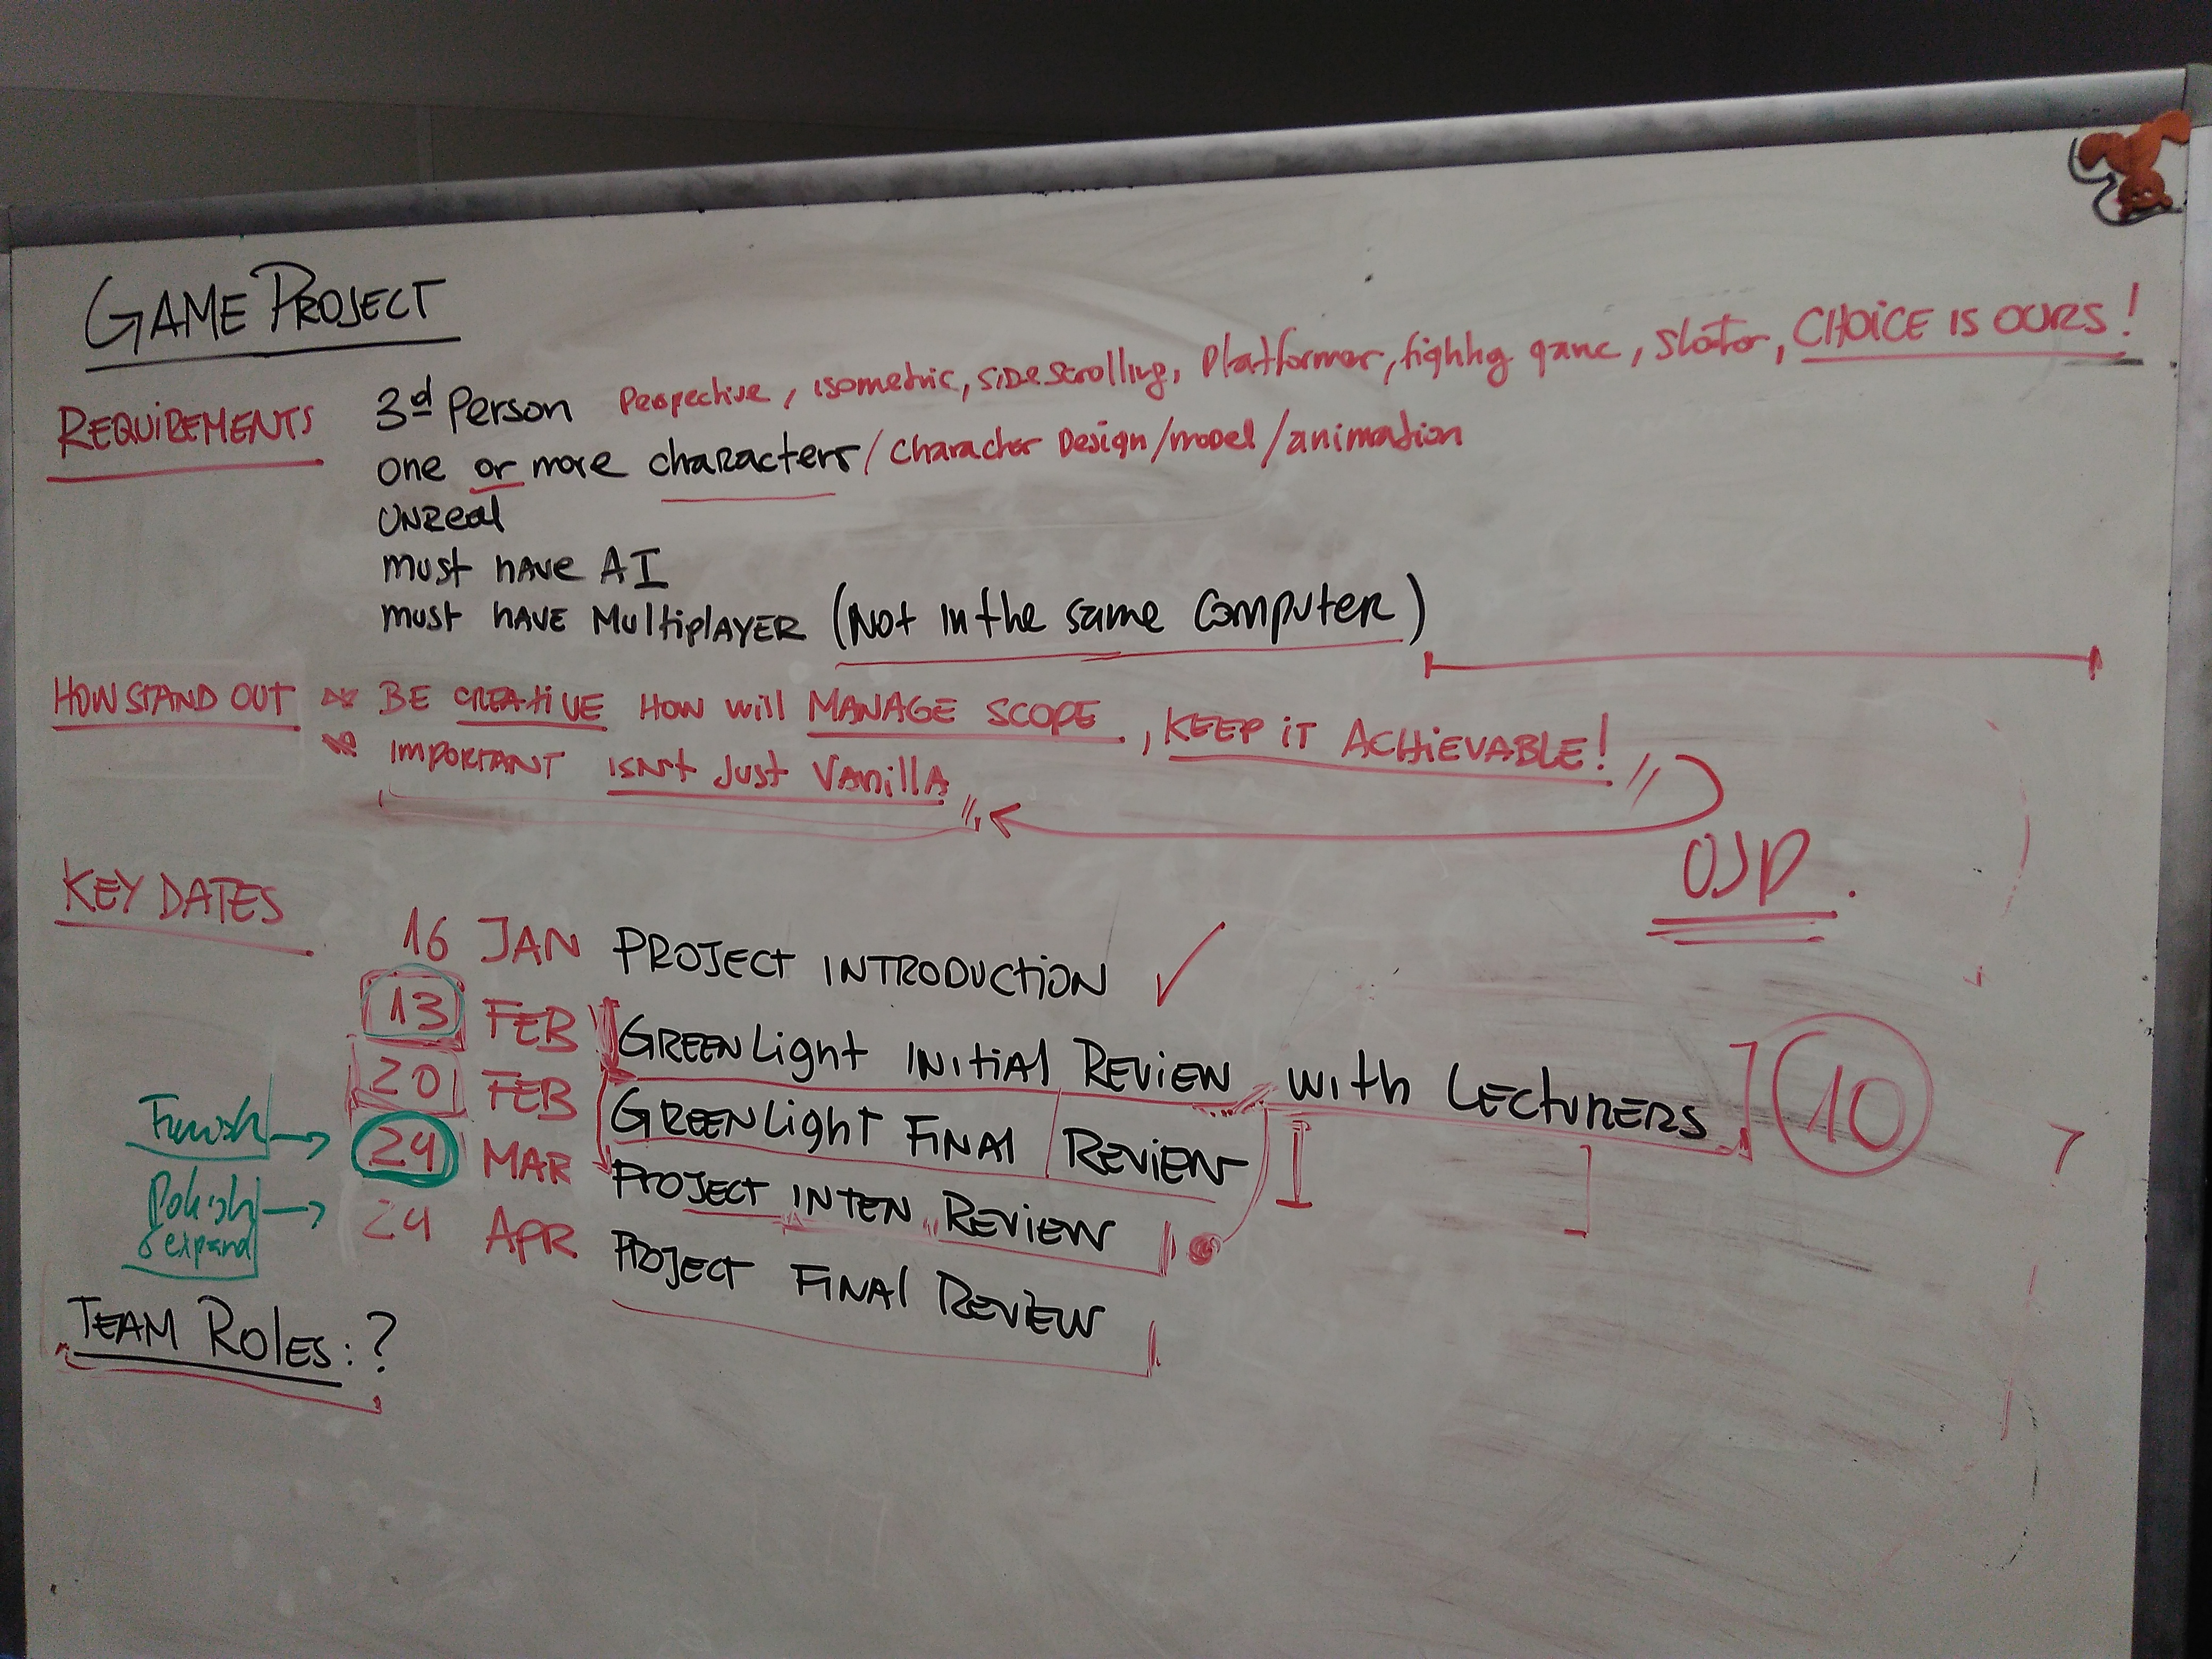 GAME PROJECT
REQUIREMENTS 3rd Person Perspective, isometric, SIDE scrolling, Platformer, fighting game, CHOICE IS OURS!
one or more characters / character Design/model/animation
UNReal
must have AI
must HAVE MultiplAYER (Not in the same computer)
HOW STAND OUT BE CREATIVE How will MANAGE SCOPE, KEEP iT ACHiEVABLE!
IMPORTANT ISN't Just VANillA
KEY DATES
16 JAN PROJECT INTRODUCTiON ✓
13 FEB GREENLight INITIAL REVIEW with LECTURERS 10
20 FEB GREENLight FINAL REVIEW
Finish → 24 MAR PROJECT INTEN REVIEW
Polish & expand → 24 APR PROJECT FINAL REVIEW
TEAM ROLES: ?